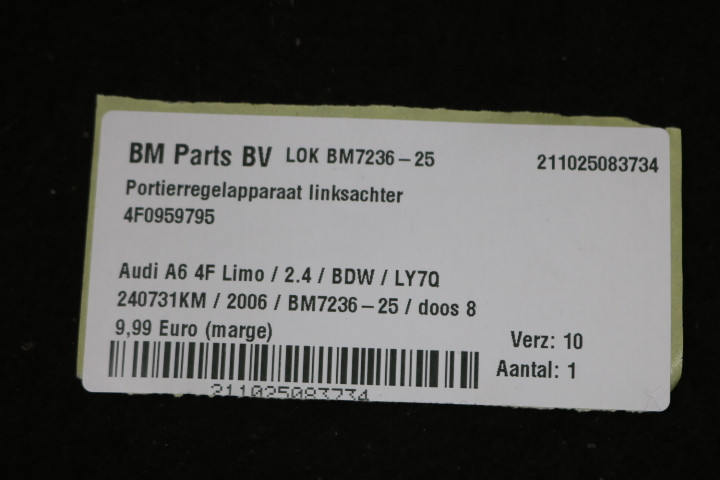 BM Parts BV LOK BM7236-25 211025083734
Portierregelapparaat linksachter
4F0959795
Audi A6 4F Limo / 2.4 / BDW / LY7Q
240731KM / 2006 / BM7236-25 / doos 8
9,99 Euro (marge)
Verz: 10
Aantal: 1
211025083734